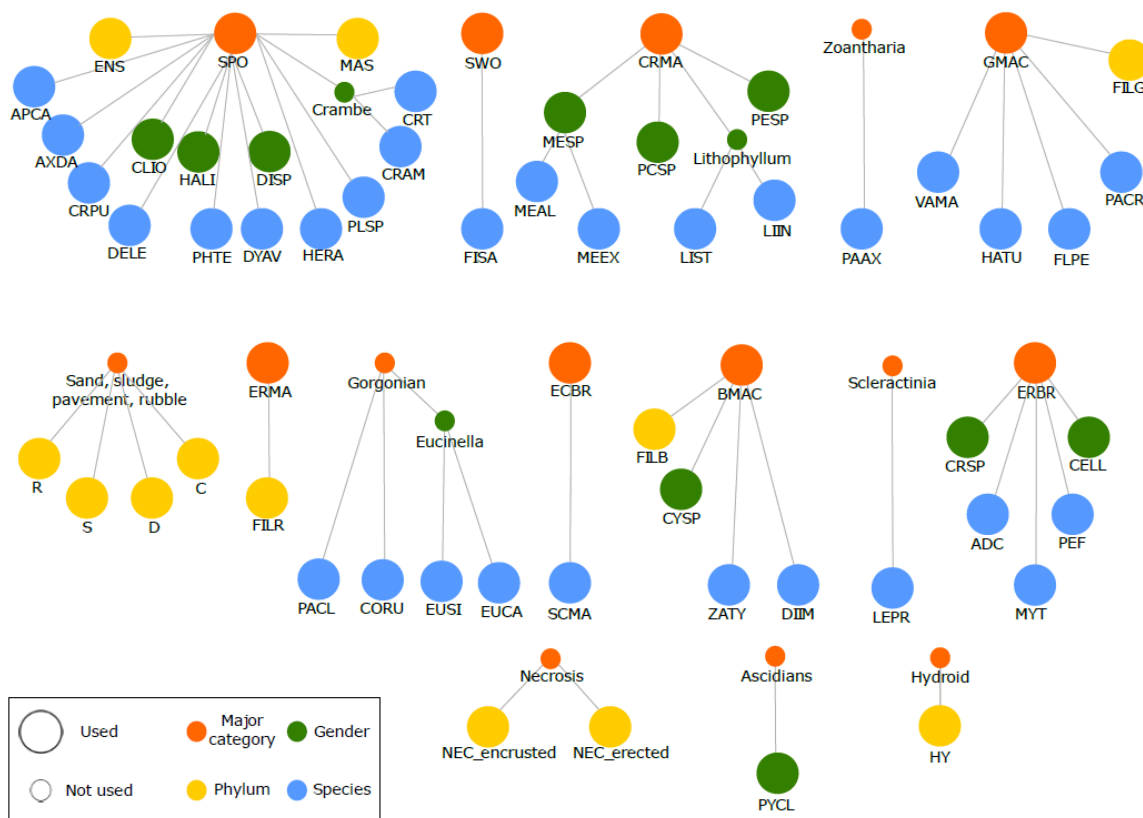 ENS
SPO
MAS
SWO
CRMA
Zoantharia
GMAC
FILG
APCA
Crambe
CRT
PESP
AXDA
CLIO
HALI
DISP
CRAM
MESP
PCSP
Lithophyllum
CRPU
PLSP
MEAL
VAMA
PACR
DELE
PHTE
DYAV
HERA
FISA
MEEX
LIST
LIIN
PAAX
HATU
FLPE
Sand, sludge,
pavement, rubble
ERMA
Gorgonian
ECBR
BMAC
Scleractinia
ERBR
Eucinella
R
S
D
C
FILR
FILB
CYSP
CRSP
CELL
ADC
PEF
PACL
CORU
EUSI
EUCA
SCMA
ZATY
DIIM
LEPR
MYT
Necrosis
Ascidians
Hydroid
NEC_encrusted
NEC_erected
HY
PYCL
Used
Major
category
Gender
Not used
Phylum
Species